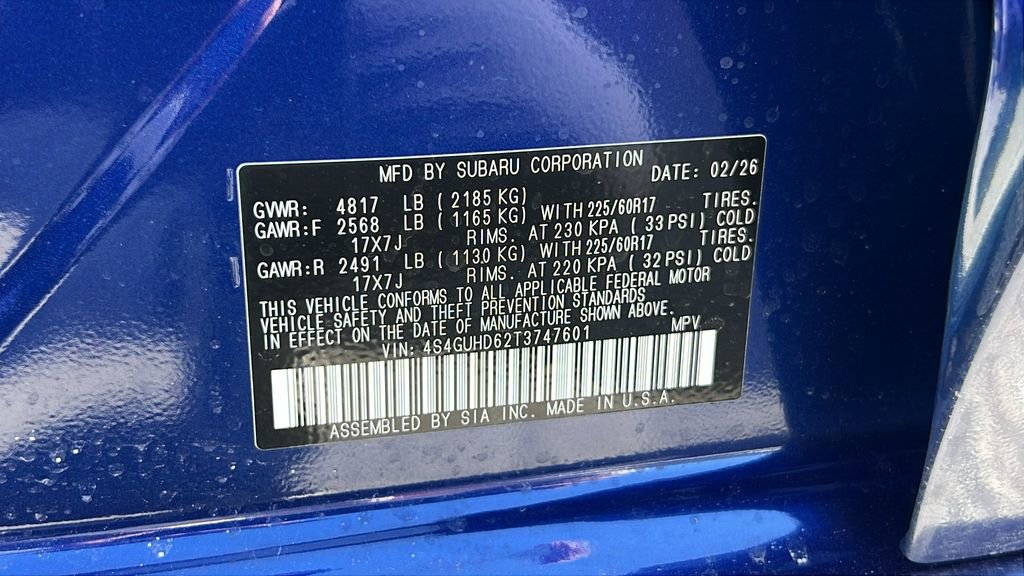 MFD BY SUBARU CORPORATION DATE: 02/26
GVWR: 4817 LB ( 2185 KG)
GAWR:F 2568 LB ( 1165 KG) WITH 225/60R17 TIRES.
17X7J RIMS. AT 230 KPA ( 33 PSI) COLD
GAWR:R 2491 LB ( 1130 KG) WITH 225/60R17 TIRES.
17X7J RIMS. AT 220 KPA ( 32 PSI) COLD
THIS VEHICLE CONFORMS TO ALL APPLICABLE FEDERAL MOTOR
VEHICLE SAFETY AND THEFT PREVENTION STANDARDS
IN EFFECT ON THE DATE OF MANUFACTURE SHOWN ABOVE.
VIN: 4S4GUHD62T3747601 MPV
ASSEMBLED BY SIA INC. MADE IN U.S.A.